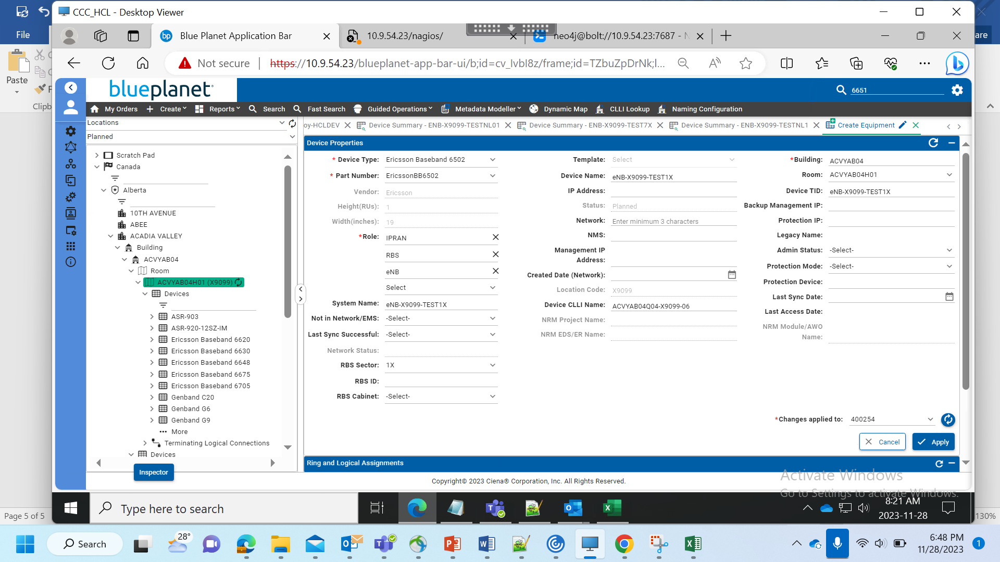 CCC_HCL - Desktop Viewer
File
are
Blue Planet Application Bar
10.9.54.23/nagios/
neo4j@bolt://10.9.54.23:7687 - N
Paste
Clipb
Not secure
https://10.9.54.23/blueplanet-app-bar-ui/b;id=cv_IvbI8z/frame;id=TZbuZpDrNk;I...
blueplanet
6651
My Orders
Create
Reports
Search
Fast Search
Guided Operations
Metadata Modeller
Dynamic Map
CLLI Lookup
Naming Configuration
Locations
Planned
oy-HCLDEV
Device Summary - ENB-X9099-TESTNL01
Device Summary - ENB-X9099-TEST7X
Device Summary - ENB-X9099-TESTNL1
Create Equipment
Scratch Pad
Canada
Alberta
10TH AVENUE
ABEE
ACADIA VALLEY
Building
ACVYAB04
Room
ACVYAB04H01 (X9099)
Devices
ASR-903
ASR-920-12SZ-IM
Ericsson Baseband 6620
Ericsson Baseband 6630
Ericsson Baseband 6648
Ericsson Baseband 6675
Ericsson Baseband 6705
Genband C20
Genband G6
Genband G9
More
Terminating Logical Connections
Devices
Inspector
Device Properties
* Device Type: Ericsson Baseband 6502
* Part Number: EricssonBB6502
Vendor: Ericsson
Height(RUs): 1
Width(inches): 19
*Role: IPRAN
RBS
eNB
Select
System Name: eNB-X9099-TEST1X
Not in Network/EMS: -Select-
Last Sync Successful: -Select-
Network Status:
RBS Sector: 1X
RBS ID:
RBS Cabinet: -Select-
Template: Select
Device Name: eNB-X9099-TEST1X
IP Address:
Status: Planned
Network: Enter minimum 3 characters
NMS:
Management IP
Address:
Created Date (Network):
Location Code: X9099
Device CLLI Name: ACVYAB04Q04-X9099-06
NRM Project Name:
NRM EDS/ER Name:
*Building: ACVYAB04
Room: ACVYAB04H01
Device TID: eNB-X9099-TEST1X
Backup Management IP:
Protection IP:
Legacy Name:
Admin Status: -Select-
Protection Mode: -Select-
Protection Device:
Last Sync Date:
Last Access Date:
NRM Module/AWO
Name:
*Changes applied to: 400254
Cancel
Apply
Ring and Logical Assignments
Copyright© 2023 Ciena® Corporation, Inc. All Rights Reserved.
Activate Windows
Go to Settings to activate Windows.
Type here to search
8:21 AM
2023-11-28
Page 5 of 5
130%
Search
28°
6:48 PM
11/28/2023
1